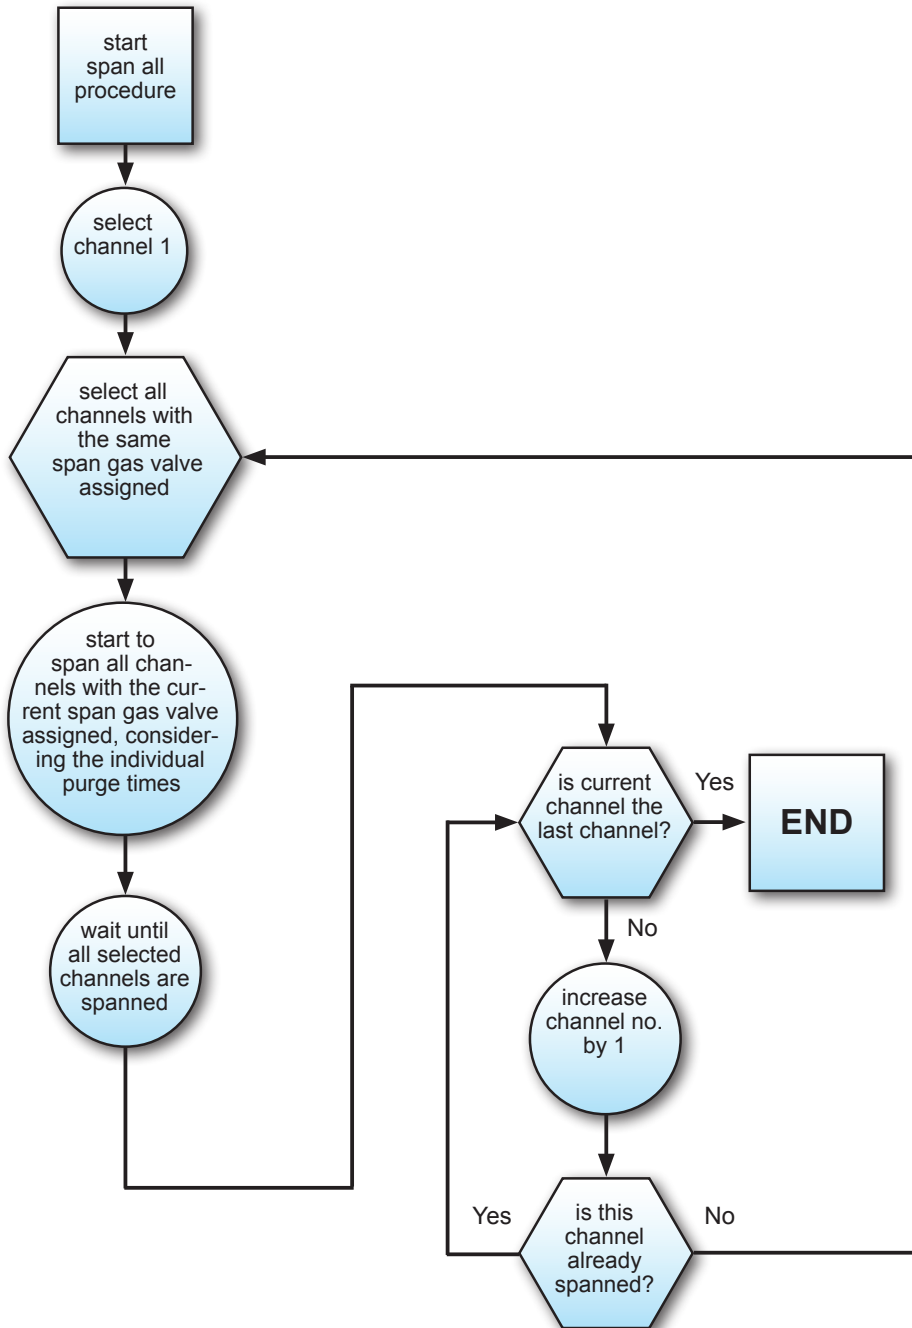 start
span all
procedure
select
channel 1
select all
channels with
the same
span gas valve
assigned
start to
span all chan-
nels with the cur-
rent span gas valve
assigned, consider-
ing the individual
purge times
wait until
all selected
channels are
spanned
is current
channel the
last channel?
Yes
END
No
increase
channel no.
by 1
is this
channel
already
spanned?
Yes
No